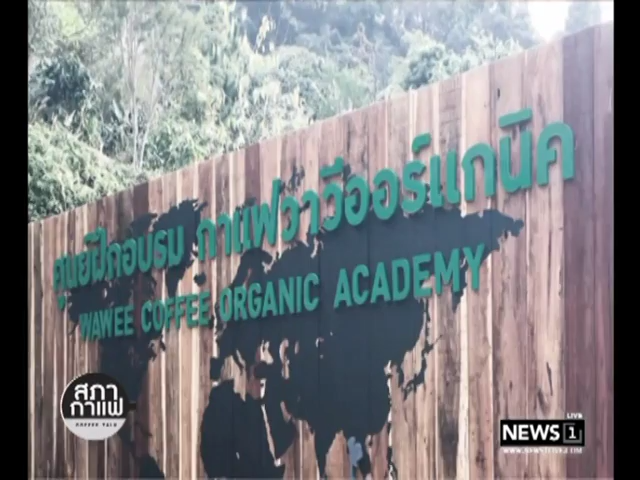 ศูนย์ฝึกอบรม กาแฟวาวีออร์แกนิค
WAWEE COFFEE ORGANIC ACADEMY
สภา
กาแฟ
COFFEE TALK
LIVE
NEWS 1